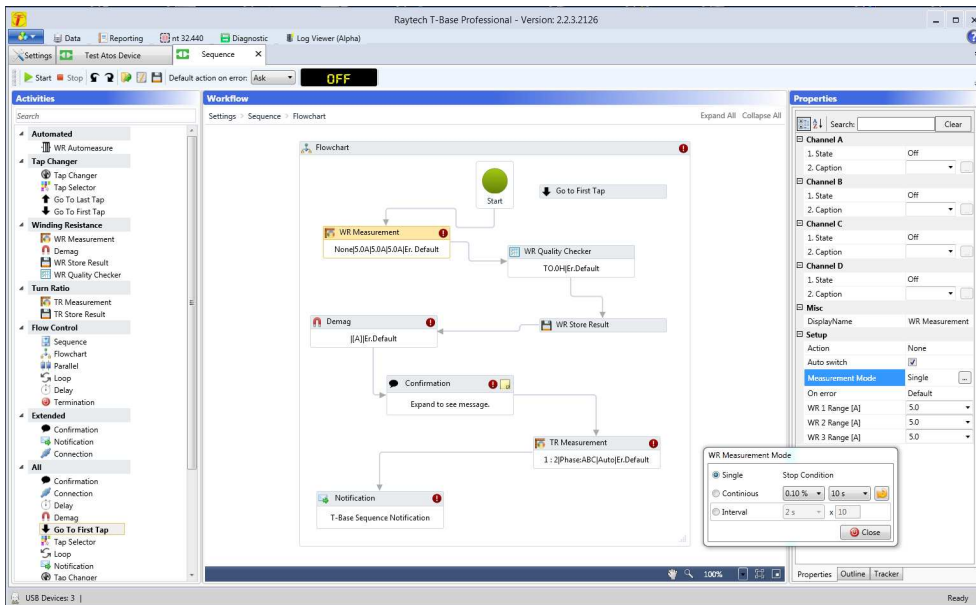 Raytech T-Base Professional - Version: 2.2.3.2126
Data Reporting nt 32.440 Diagnostic Log Viewer (Alpha)
Settings Test Atos Device Sequence X
Start Stop Default action on error: Ask OFF
Activities
Search
Automated
WR Automeasure
Tap Changer
Tap Changer
Tap Selector
Go To Last Tap
Go To First Tap
Winding Resistance
WR Measurement
Demag
WR Store Result
WR Quality Checker
Turn Ratio
TR Measurement
TR Store Result
Flow Control
Sequence
Flowchart
Parallel
Loop
Delay
Termination
Extended
Confirmation
Notification
Connection
All
Confirmation
Connection
Delay
Demag
Go To First Tap
Tap Selector
Loop
Notification
Tap Changer
Workflow
Settings > Sequence > Flowchart
Expand All Collapse All
Flowchart
Start
Go to First Tap
WR Measurement
None|5.0A|5.0A|5.0A|Er. Default
WR Quality Checker
TO.0H|Er.Default
WR Store Result
Demag
|[A]|Er.Default
Confirmation
Expand to see message.
TR Measurement
1 : 2|Phase:ABC|Auto|Er.Default
Notification
T-Base Sequence Notification
100%
Properties
Search: Clear
Channel A
1. State Off
2. Caption
Channel B
1. State Off
2. Caption
Channel C
1. State Off
2. Caption
Channel D
1. State Off
2. Caption
Misc
DisplayName WR Measurement
Setup
Action None
Auto switch
Measurement Mode Single ...
On error Default
WR 1 Range [A] 5.0
WR 2 Range [A] 5.0
WR 3 Range [A] 5.0
WR Measurement Mode
Single Stop Condition
Continious 0.10 % 10 s
Interval 2 s x 10
Close
Properties Outline Tracker
USB Devices: 3 |
Ready